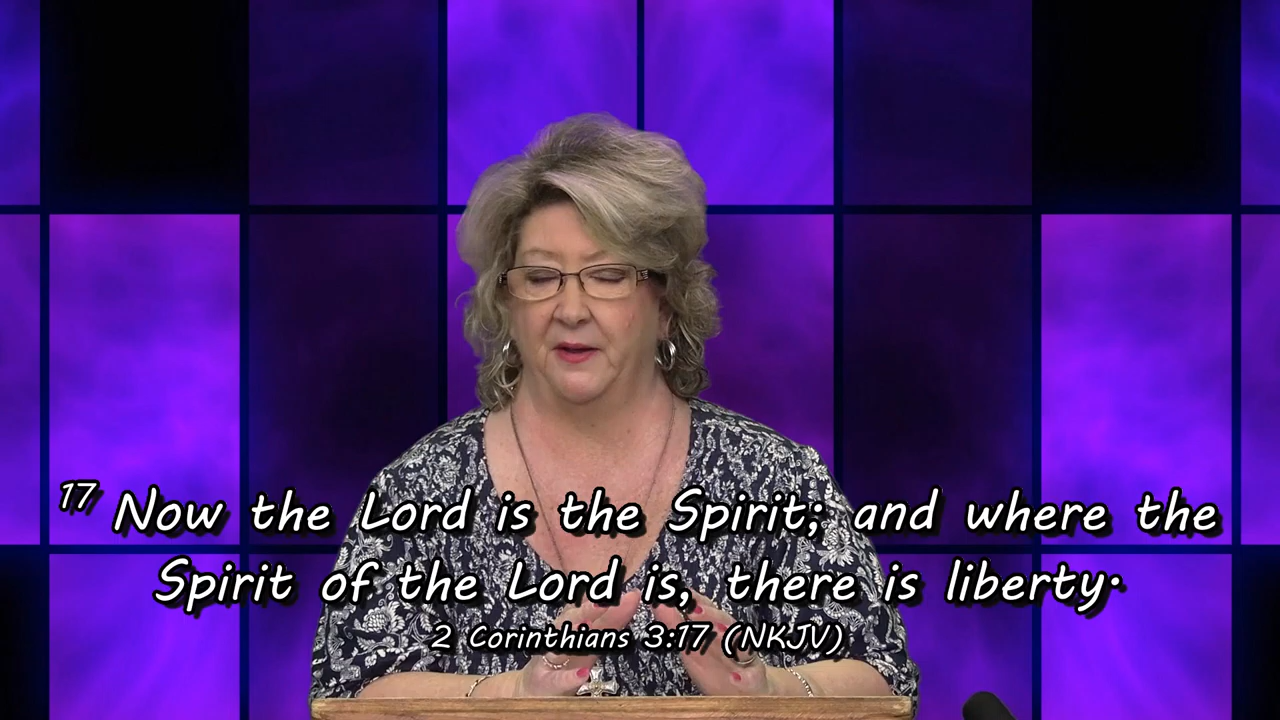 17 Now the Lord is the Spirit; and where the
Spirit of the Lord is, there is liberty.
2 Corinthians 3:17 (NKJV)